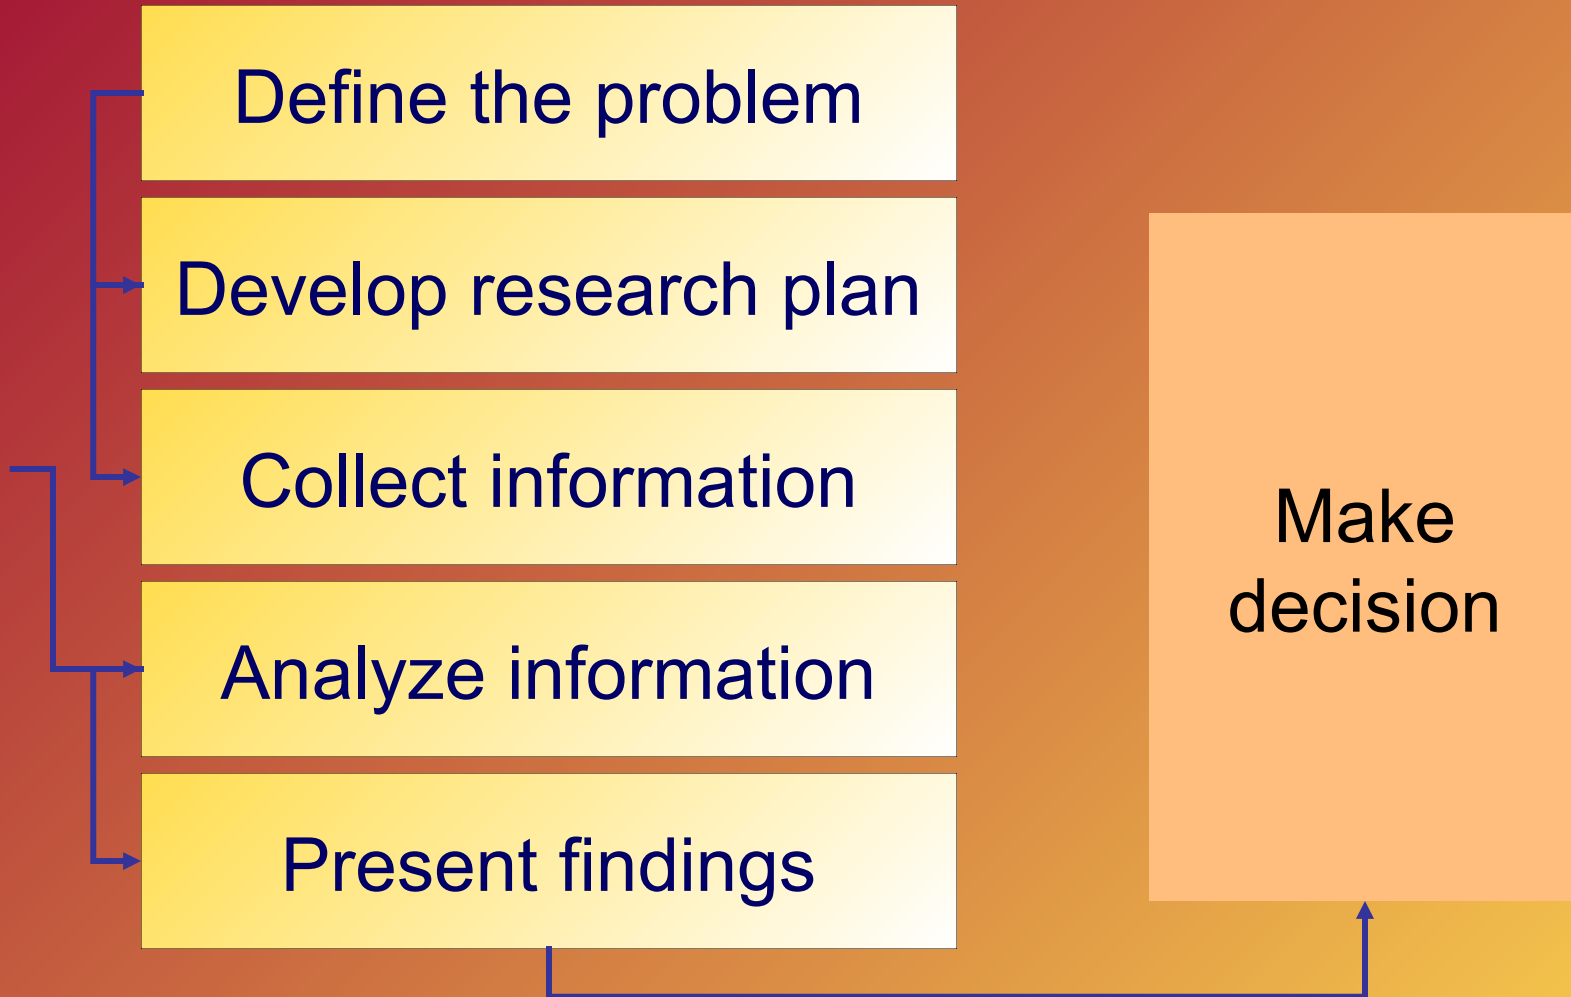 Define the problem
Develop research plan
Collect information
Analyze information
Present findings
Make
decision